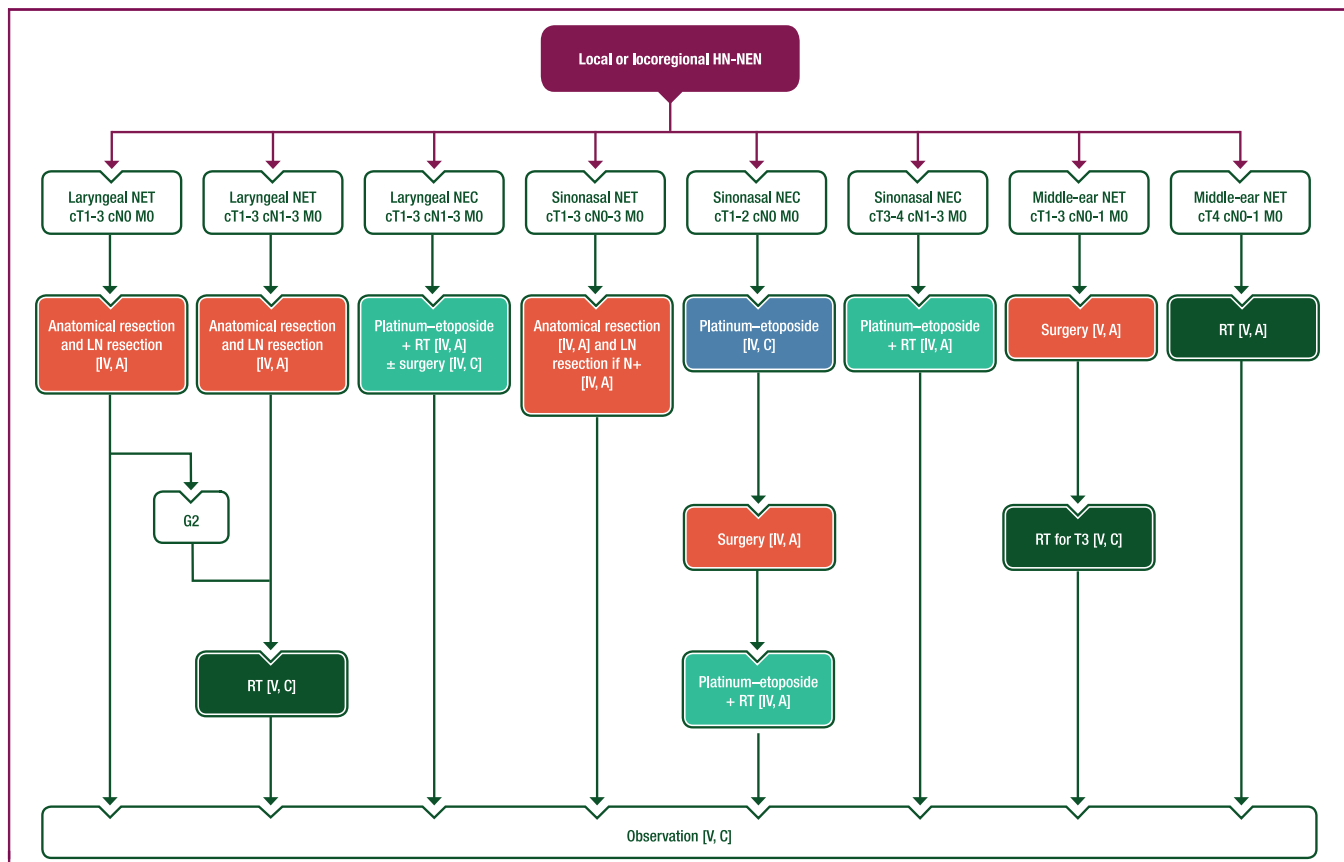 Local or locoregional HN-NEN
Laryngeal NET
cT1-3 cN0 M0
Laryngeal NET
cT1-3 cN1-3 M0
Laryngeal NEC
cT1-3 cN1-3 M0
Sinonasal NET
cT1-3 cN0-3 M0
Sinonasal NEC
cT1-2 cN0 M0
Sinonasal NEC
cT3-4 cN1-3 M0
Middle-ear NET
cT1-3 cN0-1 M0
Middle-ear NET
cT4 cN0-1 M0
Anatomical resection
and LN resection
[IV, A]
Anatomical resection
and LN resection
[IV, A]
Platinum–etoposide
+ RT [IV, A]
± surgery [IV, C]
Anatomical resection
[IV, A] and LN
resection if N+
[IV, A]
Platinum–etoposide
[IV, C]
Platinum–etoposide
+ RT [IV, A]
Surgery [V, A]
RT [V, A]
G2
Surgery [IV, A]
RT for T3 [V, C]
RT [V, C]
Platinum–etoposide
+ RT [IV, A]
Observation [V, C]